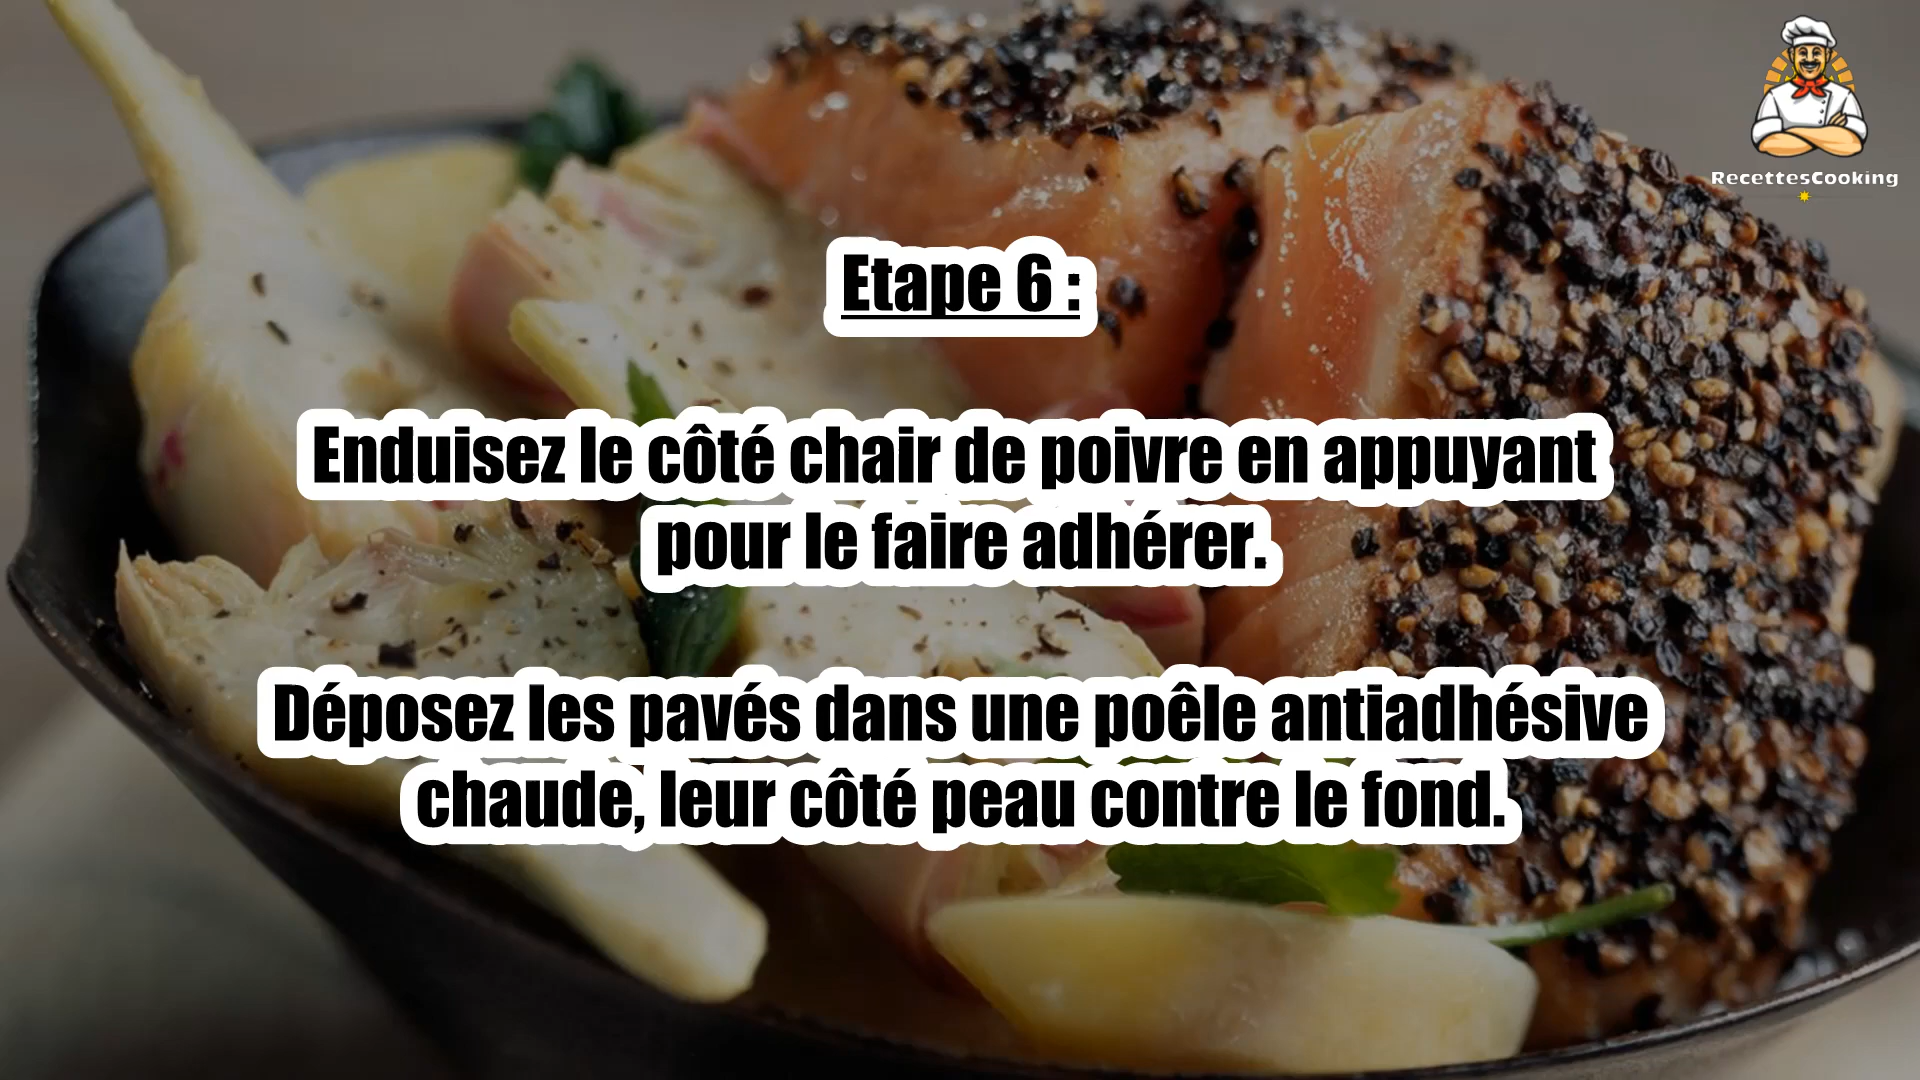 RecettesCooking
Etape 6 :
Enduisez le côté chair de poivre en appuyant
pour le faire adhérer.
Déposez les pavés dans une poêle antiadhésive
chaude, leur côté peau contre le fond.